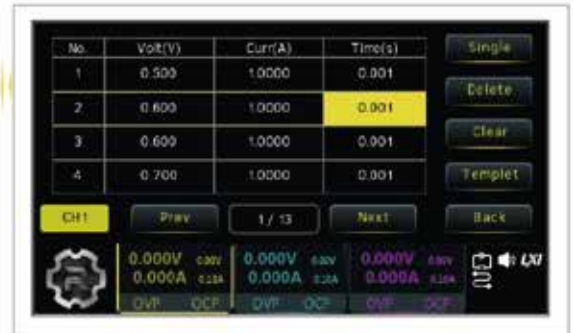 No. Volt(V) Curr(A) Time(s) Single
1 0.500 1.0000 0.001
2 0.600 1.0000 0.001 Delete
3 0.600 1.0000 0.001 Clear
4 0.700 1.0000 0.001 Templet
CH1 Prev 1/ 13 Next Back
0.000V 0.000V 0.000V LXI
0.000A 0.000A 0.000A
OVP OCP OVP OCP OVP OCP